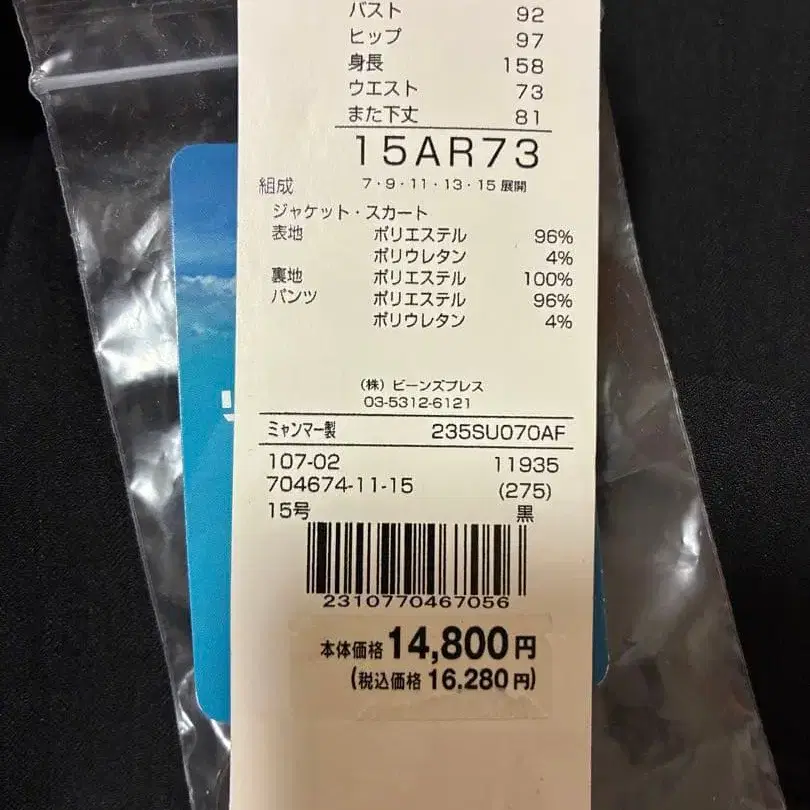 バスト 92
ヒップ 97
身長 158
ウエスト 73
また下丈 81
15AR73
組成 7・9・11・13・15展開
ジャケット・スカート
表地 ポリエステル 96%
ポリウレタン 4%
裏地 ポリエステル 100%
パンツ ポリエステル 96%
ポリウレタン 4%
(株)ビーンズプレス
03-5312-6121
ミャンマー製 235SU070AF
107-02 11935
704674-11-15 (275)
15号 黒
2310770467056
本体価格 14,800円
(税込価格 16.280円)